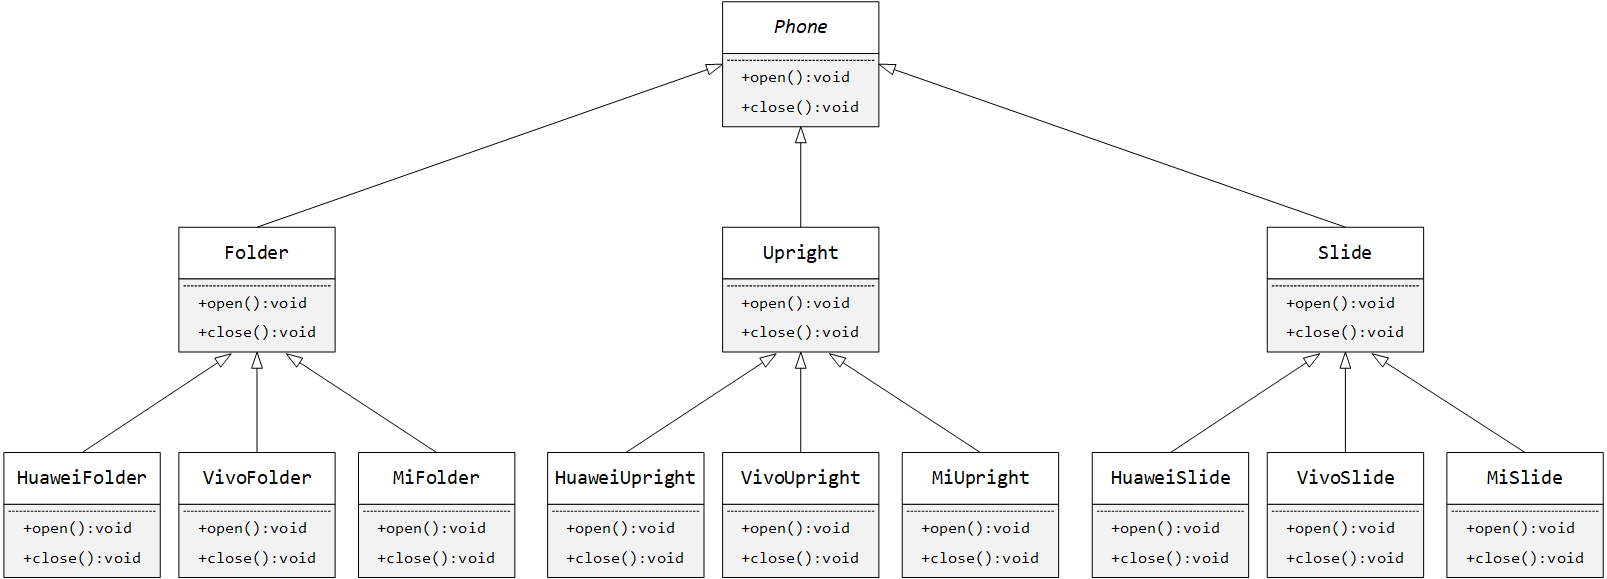 Phone
+open():void
+close():void
Folder
+open():void
+close():void
Upright
+open():void
+close():void
Slide
+open():void
+close():void
HuaweiFolder
+open():void
+close():void
VivoFolder
+open():void
+close():void
MiFolder
+open():void
+close():void
HuaweiUpright
+open():void
+close():void
VivoUpright
+open():void
+close():void
MiUpright
+open():void
+close():void
HuaweiSlide
+open():void
+close():void
VivoSlide
+open():void
+close():void
MiSlide
+open():void
+close():void